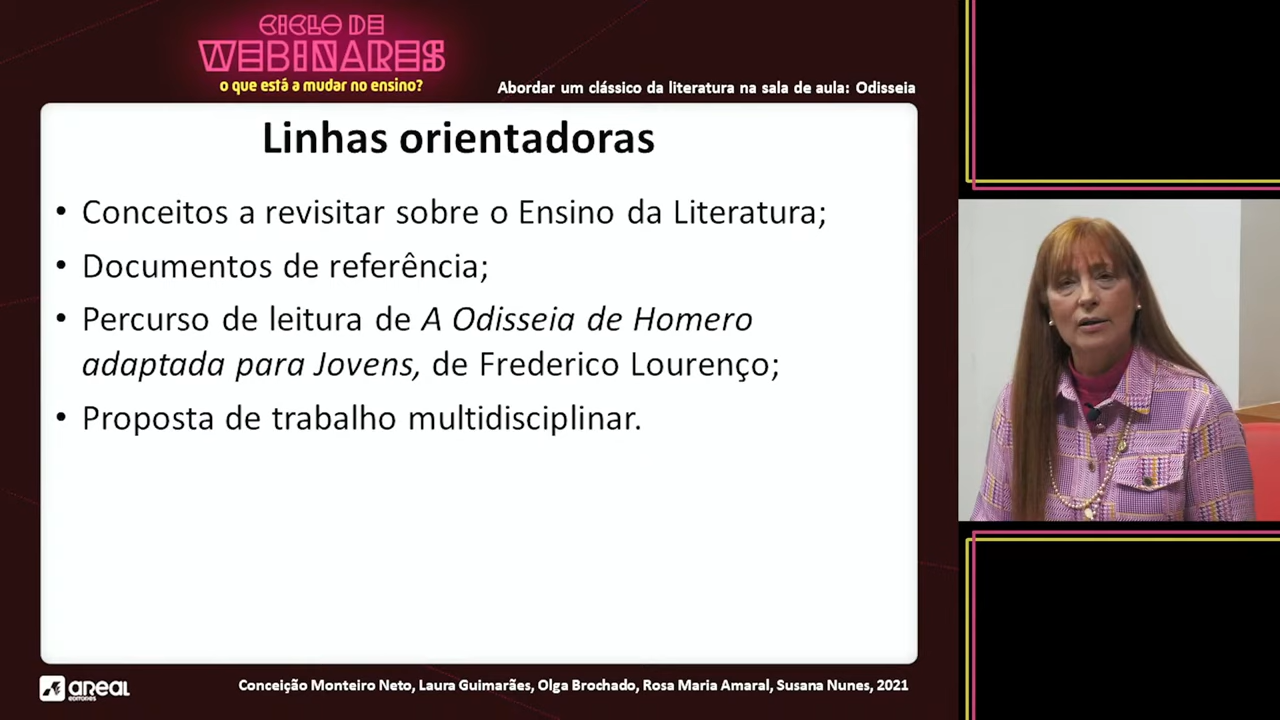 CICLO DE
WEBINARES
o que está a mudar no ensino?
Abordar um clássico da literatura na sala de aula: Odisseia
Linhas orientadoras
• Conceitos a revisitar sobre o Ensino da Literatura;
• Documentos de referência;
• Percurso de leitura de A Odisseia de Homero
adaptada para Jovens, de Frederico Lourenço;
• Proposta de trabalho multidisciplinar.
AREAL
EDITORES
Conceição Monteiro Neto, Laura Guimarães, Olga Brochado, Rosa Maria Amaral, Susana Nunes, 2021